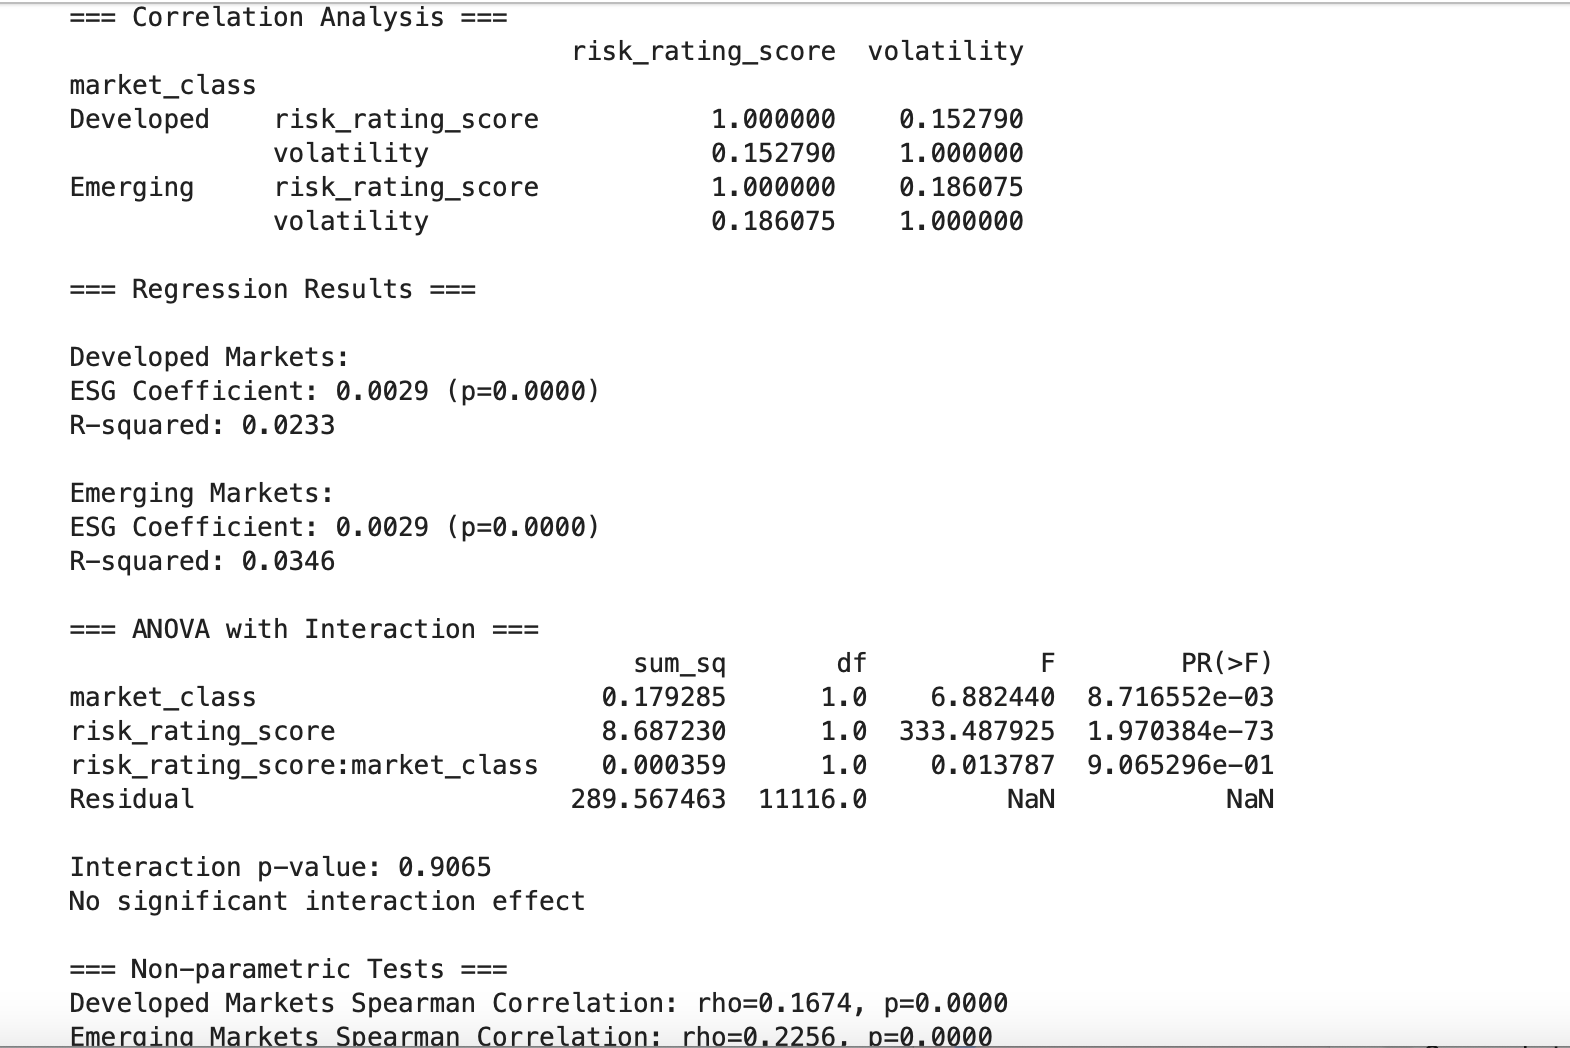 === Correlation Analysis ===
risk_rating_score volatility
market_class
Developed risk_rating_score 1.000000 0.152790
volatility 0.152790 1.000000
Emerging risk_rating_score 1.000000 0.186075
volatility 0.186075 1.000000
=== Regression Results ===
Developed Markets:
ESG Coefficient: 0.0029 (p=0.0000)
R-squared: 0.0233
Emerging Markets:
ESG Coefficient: 0.0029 (p=0.0000)
R-squared: 0.0346
=== ANOVA with Interaction ===
sum_sq df F PR(>F)
market_class 0.179285 1.0 6.882440 8.716552e-03
risk_rating_score 8.687230 1.0 333.487925 1.970384e-73
risk_rating_score:market_class 0.000359 1.0 0.013787 9.065296e-01
Residual 289.567463 11116.0 NaN NaN
Interaction p-value: 0.9065
No significant interaction effect
=== Non-parametric Tests ===
Developed Markets Spearman Correlation: rho=0.1674, p=0.0000
Emerging Markets Spearman Correlation: rho=0.2256, p=0.0000